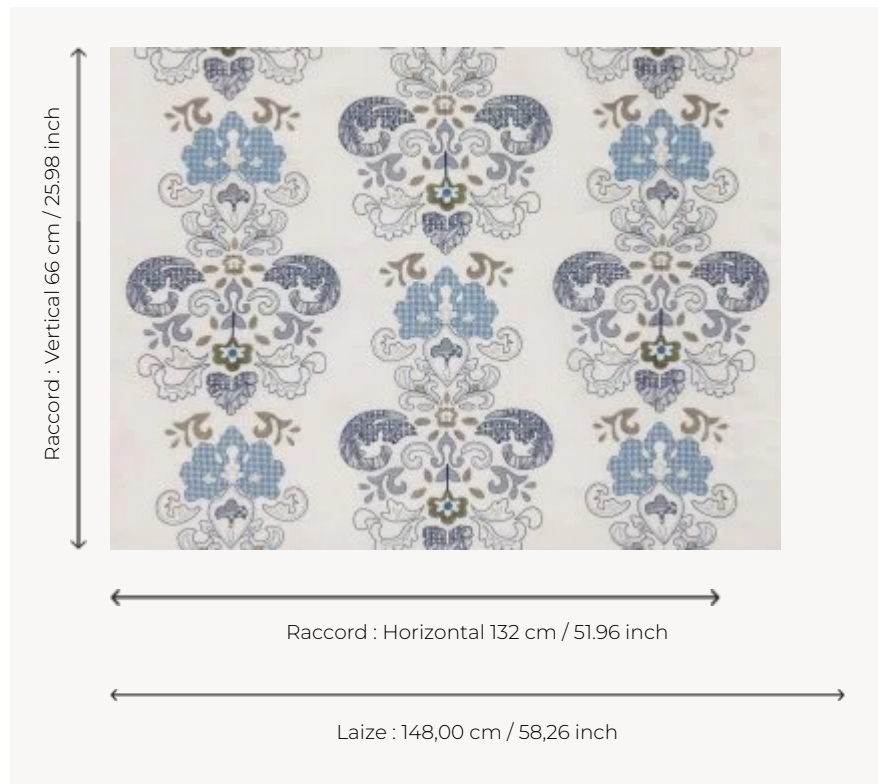 Raccord : Vertical 66 cm / 25.98 inch
Raccord : Horizontal 132 cm / 51.96 inch
Laize : 148,00 cm / 58,26 inch